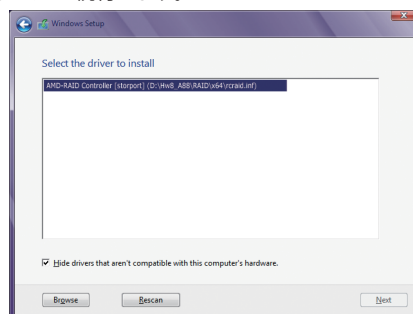 Windows Setup
Select the driver to install
AMD-RAID Controller [storport] (D:\Hw8_A88\RAID\x64\rcraid.inf)
Hide drivers that aren't compatible with this computer's hardware.
Browse
Rescan
Next